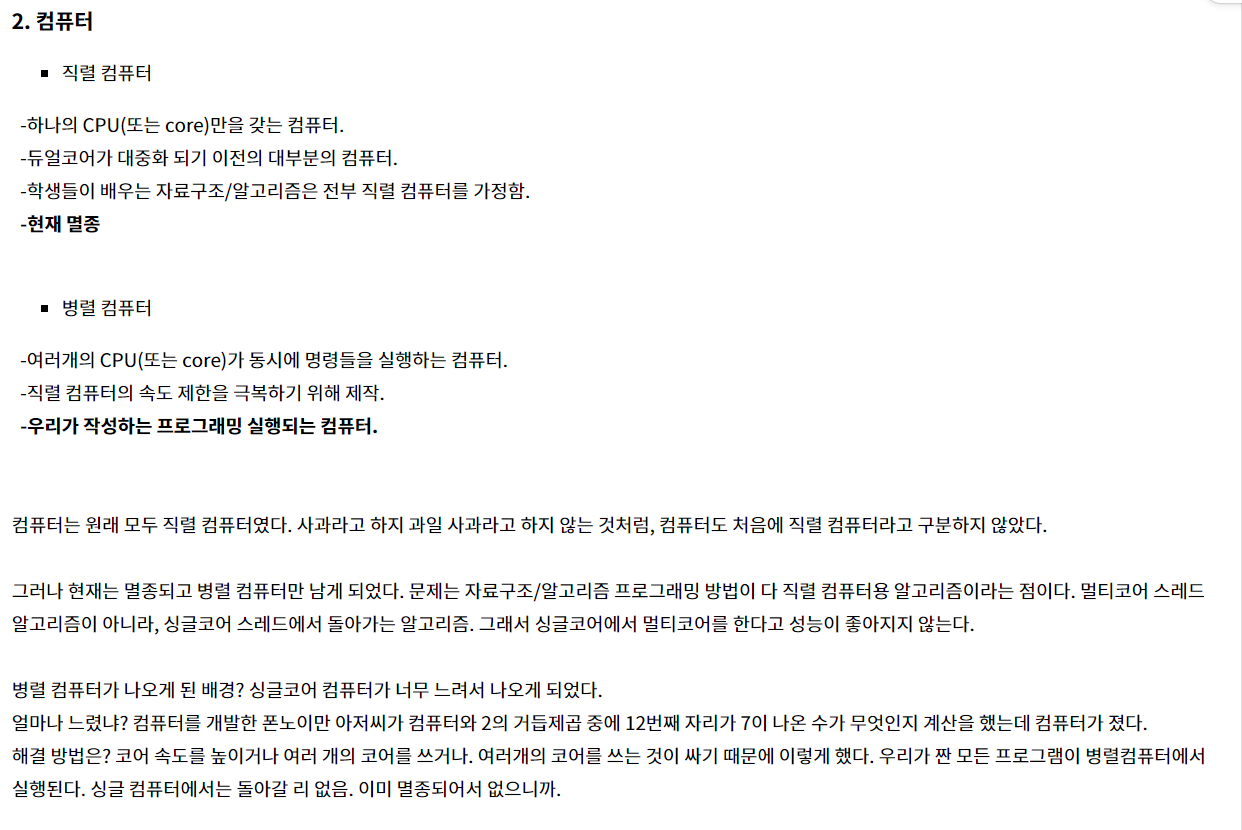 2. 컴퓨터
▪ 직렬 컴퓨터
-하나의 CPU(또는 core)만을 갖는 컴퓨터.
-듀얼코어가 대중화 되기 이전의 대부분의 컴퓨터.
-학생들이 배우는 자료구조/알고리즘은 전부 직렬 컴퓨터를 가정함.
-현재 멸종
▪ 병렬 컴퓨터
-여러개의 CPU(또는 core)가 동시에 명령들을 실행하는 컴퓨터.
-직렬 컴퓨터의 속도 제한을 극복하기 위해 제작.
-우리가 작성하는 프로그래밍 실행되는 컴퓨터.
컴퓨터는 원래 모두 직렬 컴퓨터였다. 사과라고 하지 과일 사과라고 하지 않는 것처럼, 컴퓨터도 처음에 직렬 컴퓨터라고 구분하지 않았다.
그러나 현재는 멸종되고 병렬 컴퓨터만 남게 되었다. 문제는 자료구조/알고리즘 프로그래밍 방법이 다 직렬 컴퓨터용 알고리즘이라는 점이다. 멀티코어 스레드
알고리즘이 아니라, 싱글코어 스레드에서 돌아가는 알고리즘. 그래서 싱글코어에서 멀티코어를 한다고 성능이 좋아지지 않는다.
병렬 컴퓨터가 나오게 된 배경? 싱글코어 컴퓨터가 너무 느려서 나오게 되었다.
얼마나 느렸냐? 컴퓨터를 개발한 폰노이만 아저씨가 컴퓨터와 2의 거듭제곱 중에 12번째 자리가 7이 나온 수가 무엇인지 계산을 했는데 컴퓨터가 졌다.
해결 방법은? 코어 속도를 높이거나 여러 개의 코어를 쓰거나. 여러개의 코어를 쓰는 것이 싸기 때문에 이렇게 했다. 우리가 짠 모든 프로그램이 병렬컴퓨터에서
실행된다. 싱글 컴퓨터에서는 돌아갈 리 없음. 이미 멸종되어서 없으니까.